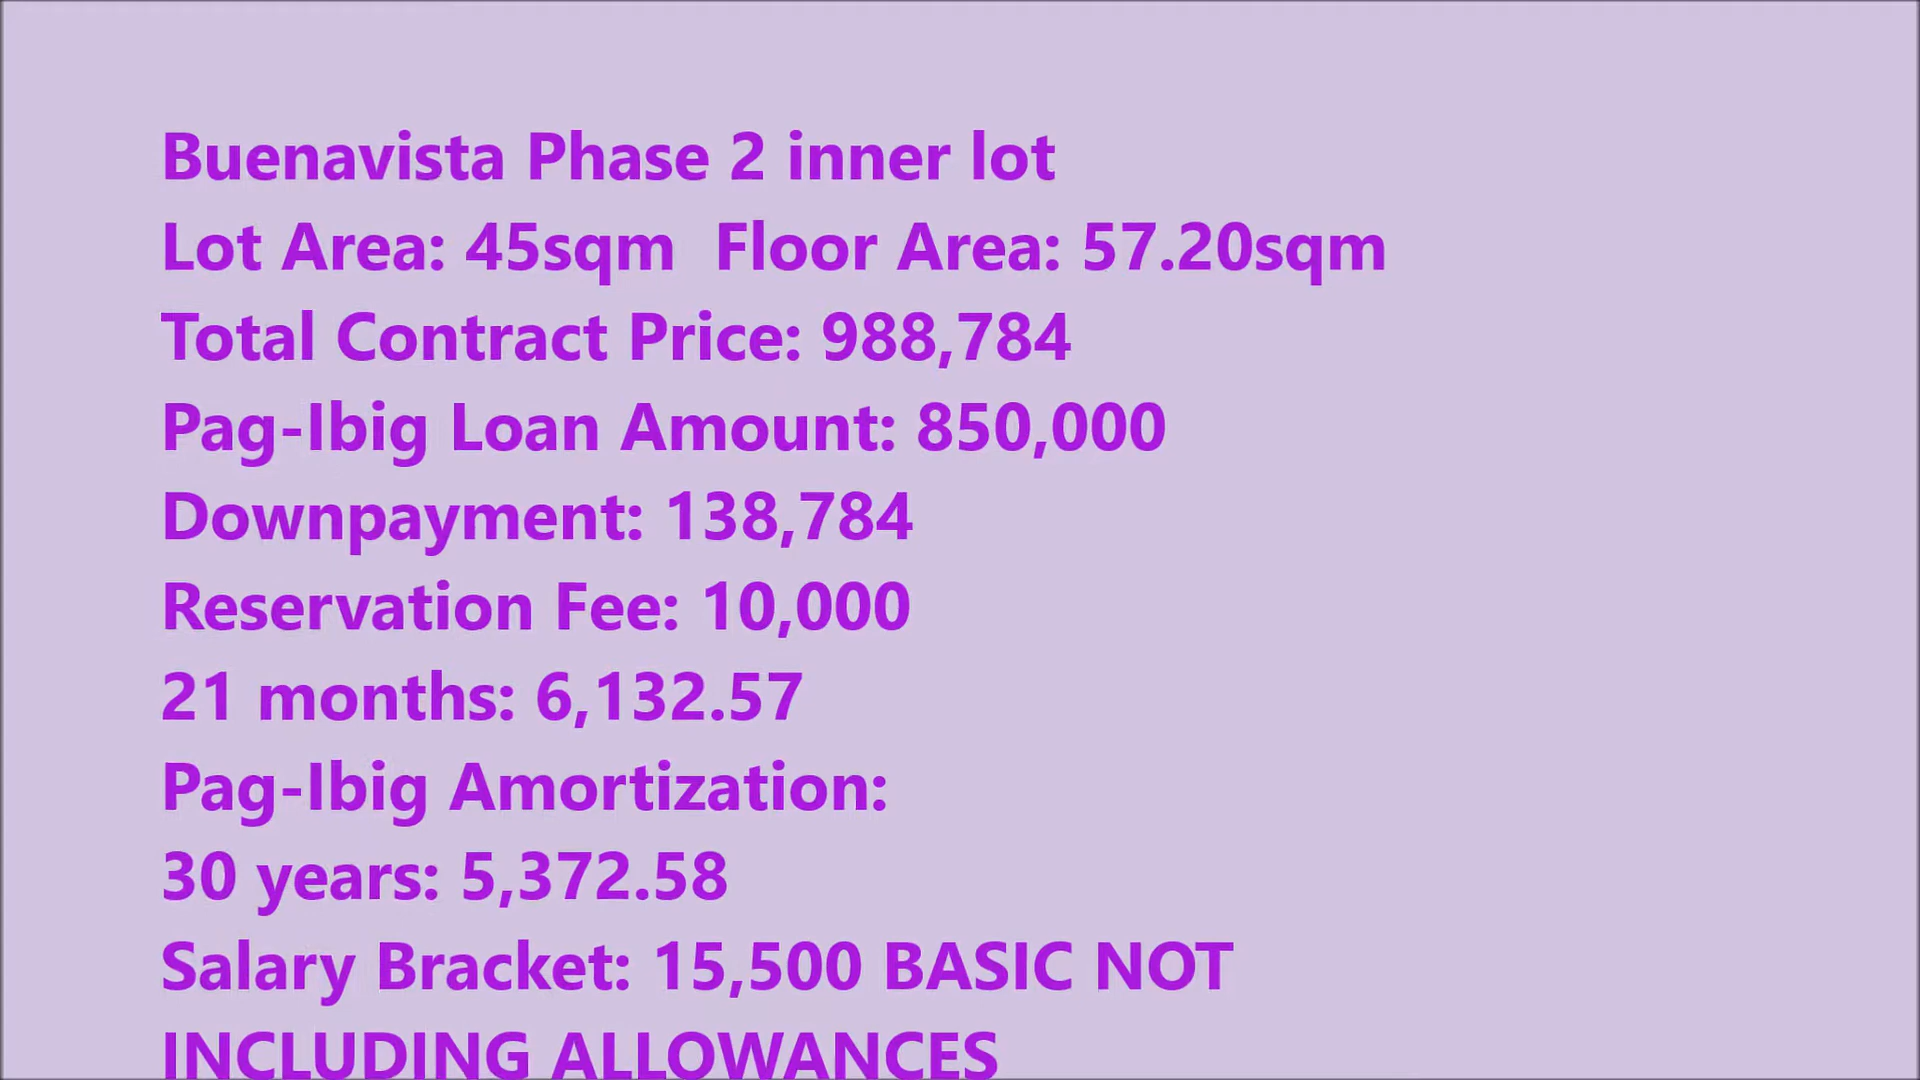 Buenavista Phase 2 inner lot
Lot Area: 45sqm  Floor Area: 57.20sqm
Total Contract Price: 988,784
Pag-Ibig Loan Amount: 850,000
Downpayment: 138,784
Reservation Fee: 10,000
21 months: 6,132.57
Pag-Ibig Amortization:
30 years: 5,372.58
Salary Bracket: 15,500 BASIC NOT
INCLUDING ALLOWANCES